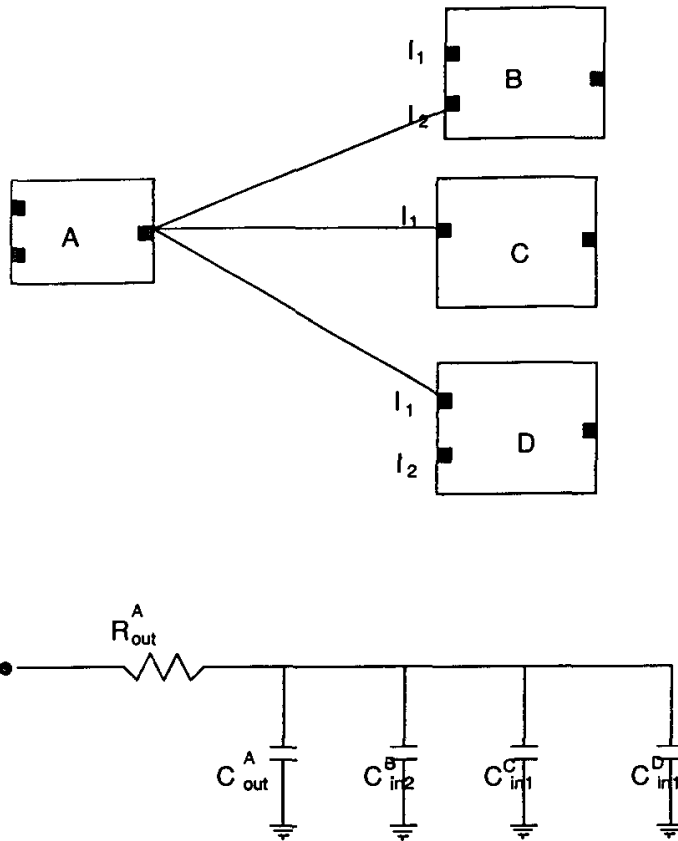 I₁
B
I₂
A
I₁
C
I₁
D
I₂
R^A_out
C^A_out C^B_in2 C^C_in1 C^D_in1